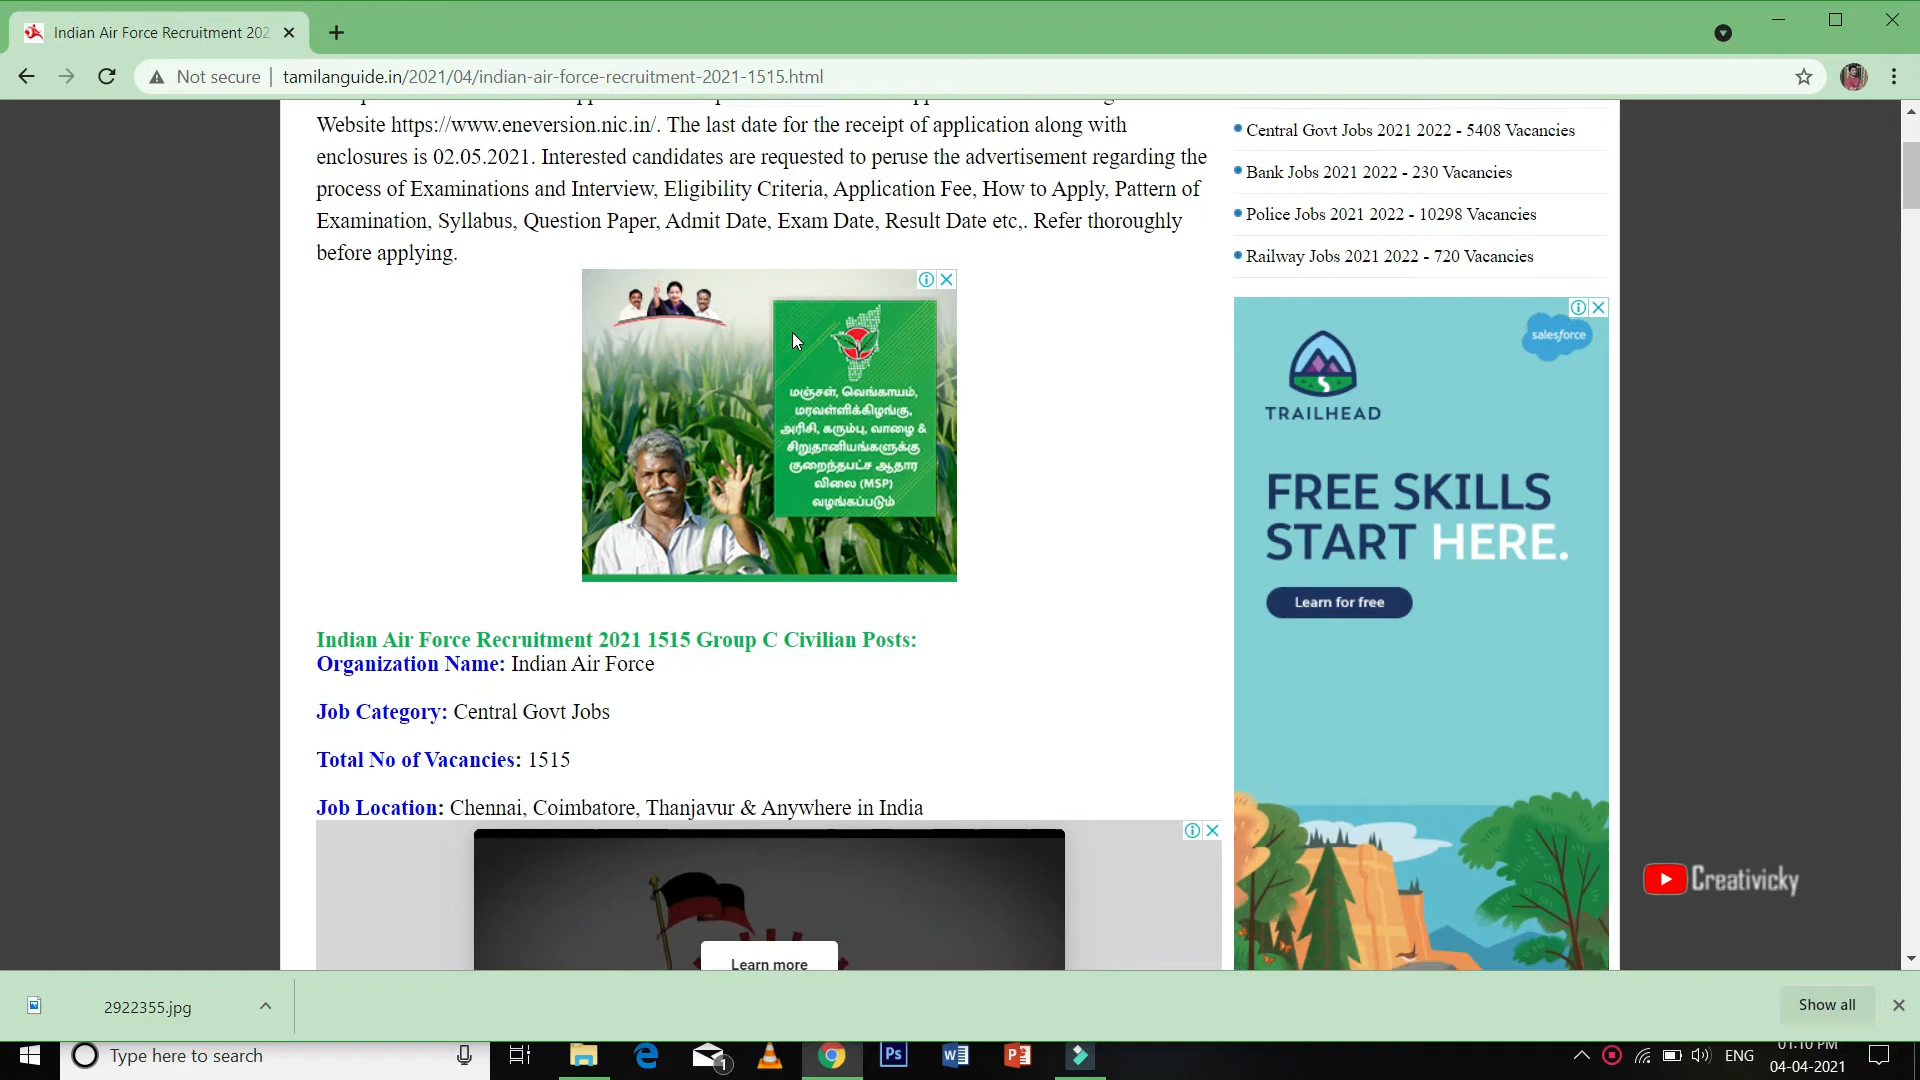 Indian Air Force Recruitment 202
Not secure
tamilanguide.in/2021/04/indian-air-force-recruitment-2021-1515.html
Website https://www.eneversion.nic.in/. The last date for the receipt of application along with
enclosures is 02.05.2021. Interested candidates are requested to peruse the advertisement regarding the
process of Examinations and Interview, Eligibility Criteria, Application Fee, How to Apply, Pattern of
Examination, Syllabus, Question Paper, Admit Date, Exam Date, Result Date etc,. Refer thoroughly
before applying.
மஞ்சள், வெங்காயம்,
மரவள்ளிக்கிழங்கு,
அரிசி, கரும்பு, வாழை &
சிறுதானியங்களுக்கு
குறைந்தபட்ச ஆதார
விலை (MSP)
வழங்கப்படும்
Indian Air Force Recruitment 2021 1515 Group C Civilian Posts:
Organization Name: Indian Air Force
Job Category: Central Govt Jobs
Total No of Vacancies: 1515
Job Location: Chennai, Coimbatore, Thanjavur & Anywhere in India
Learn more
Central Govt Jobs 2021 2022 - 5408 Vacancies
Bank Jobs 2021 2022 - 230 Vacancies
Police Jobs 2021 2022 - 10298 Vacancies
Railway Jobs 2021 2022 - 720 Vacancies
salesforce
TRAILHEAD
FREE SKILLS
START HERE.
Learn for free
Creativicky
2922355.jpg
Show all
Type here to search
1
Ps
ENG
01:10 PM
04-04-2021